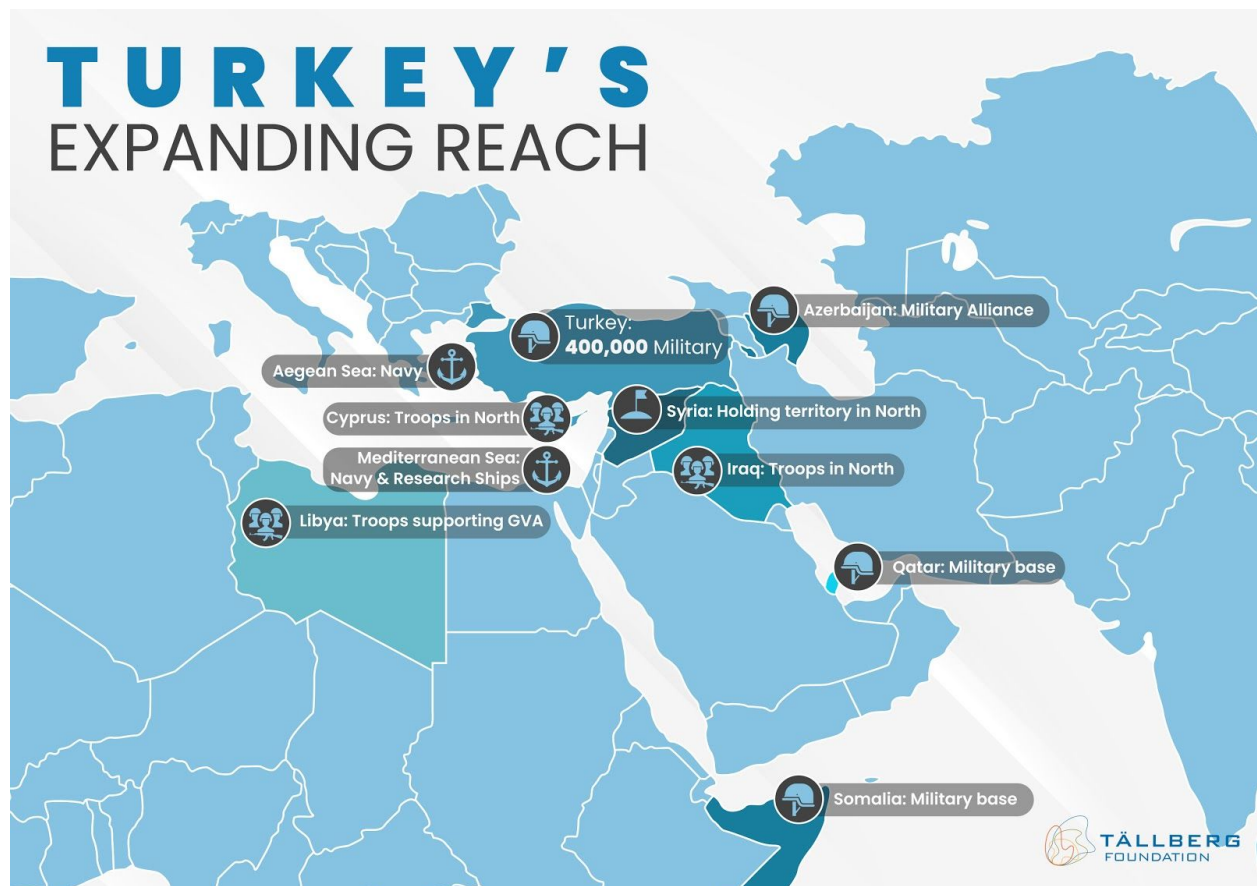 TURKEY'S
EXPANDING REACH
Azerbaijan: Military Alliance
Turkey:
400,000 Military
Aegean Sea: Navy
Cyprus: Troops in North
Syria: Holding territory in North
Mediterranean Sea:
Navy & Research Ships
Iraq: Troops in North
Libya: Troops supporting GVA
Qatar: Military base
Somalia: Military base
TÄLLBERG
FOUNDATION